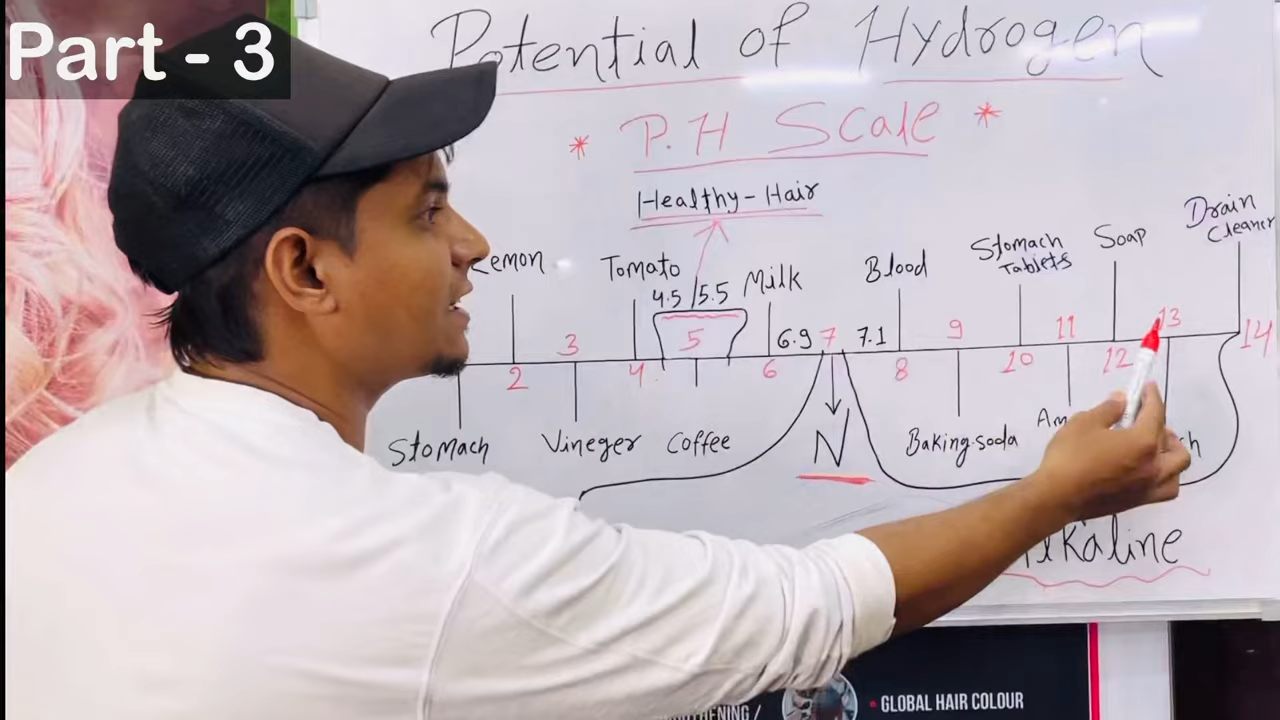 Part - 3
Potential of Hydrogen
* P.H Scale *
Healthy-Hair
Drain
Cleaner
Lemon Tomato Milk Blood Stomach Tablets Soap
4.5/5.5
3 5 6.9 7 7.1 9 11 13 14
2 4 6 8 10 12
Stomach Vineger Coffee N Baking-soda
Alkaline
• GLOBAL HAIR COLOUR